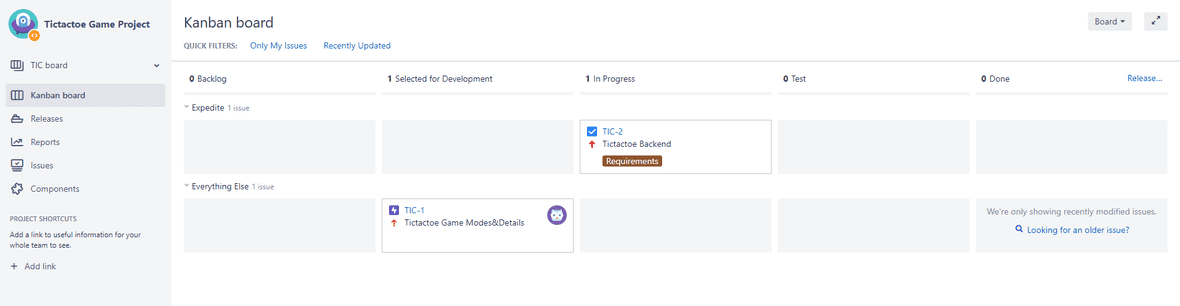 Tictactoe Game Project
TIC board
Kanban board
Releases
Reports
Issues
Components
PROJECT SHORTCUTS
Add a link to useful information for your
whole team to see.
+ Add link
Kanban board
Board
QUICK FILTERS: Only My Issues Recently Updated
0 Backlog 1 Selected for Development 1 In Progress 0 Test 0 Done Release...
Expedite 1 issue
TIC-2
Tictactoe Backend
Requirements
Everything Else 1 issue
TIC-1
Tictactoe Game Modes&Details
We're only showing recently modified issues.
Looking for an older issue?